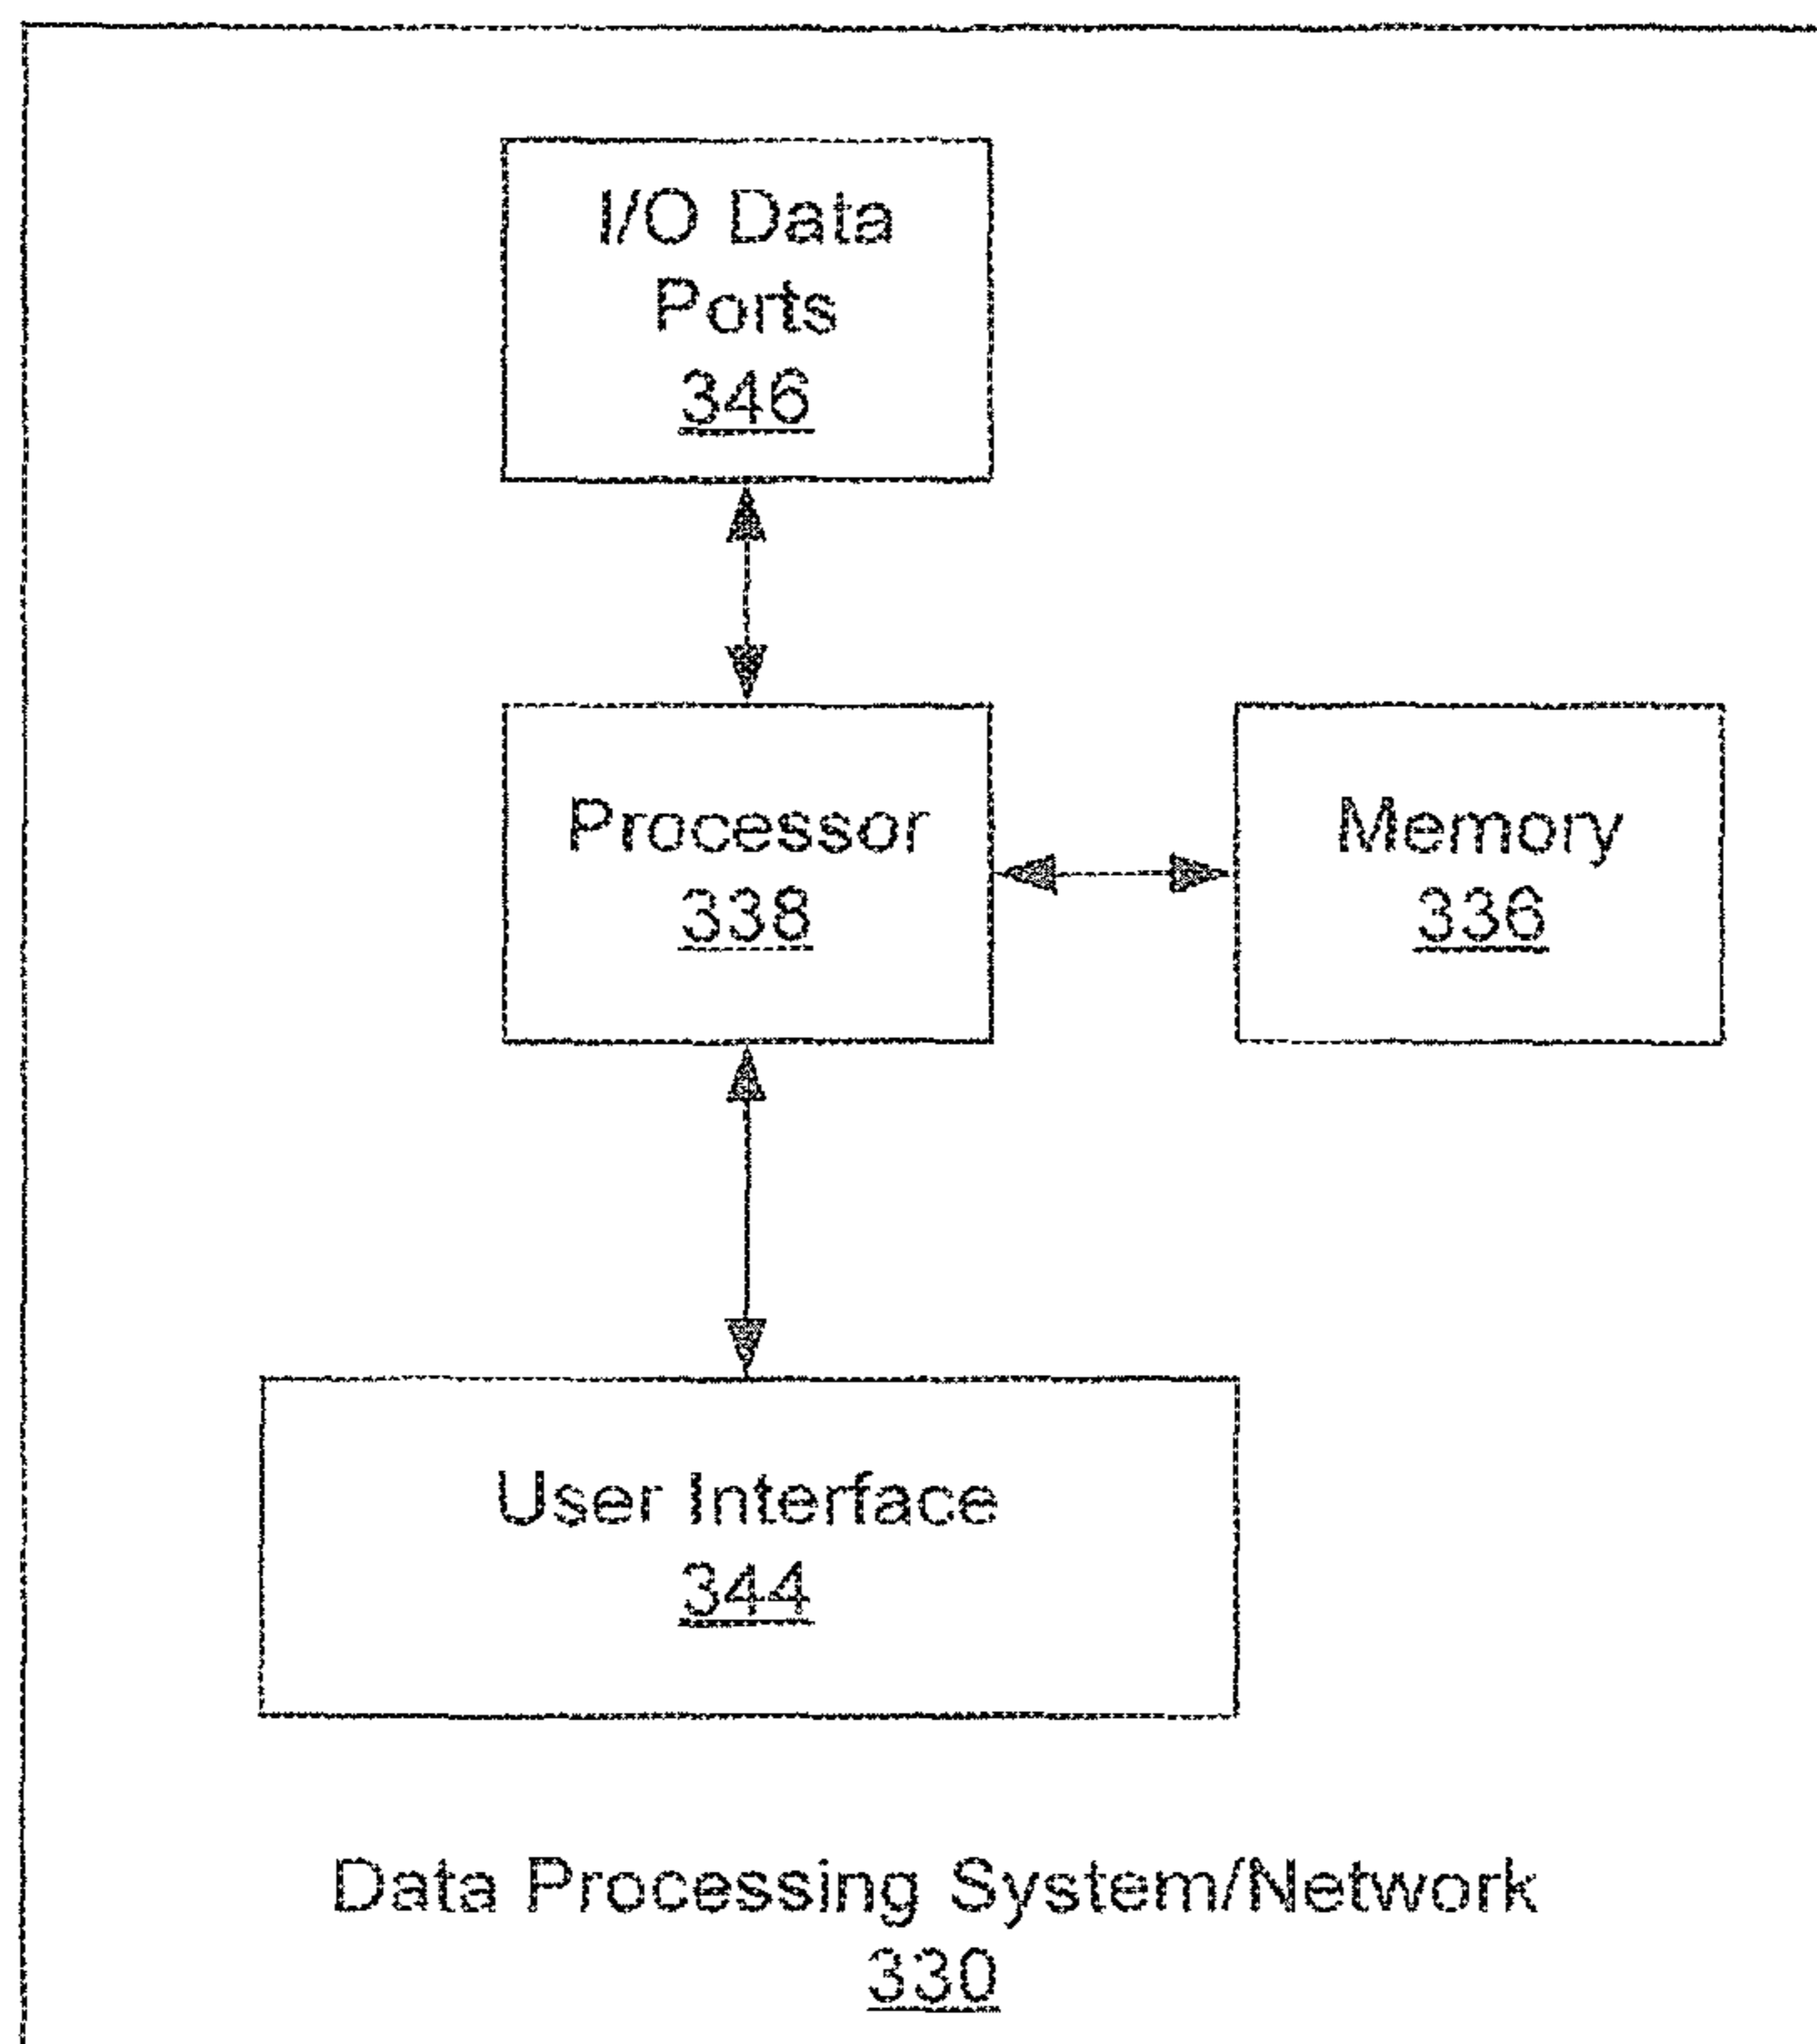 I/O Data
Ports
346
Processor
338
Memory
336
User Interface
344
Data Processing System/Network
330